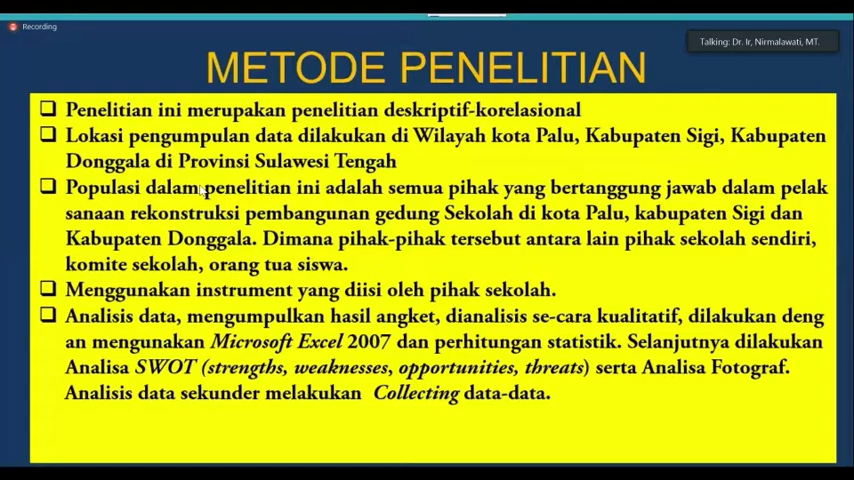 Recording
Talking: Dr. Ir, Nirmalawati, MT.
METODE PENELITIAN
Penelitian ini merupakan penelitian deskriptif-korelasional
Lokasi pengumpulan data dilakukan di Wilayah kota Palu, Kabupaten Sigi, Kabupaten
Donggala di Provinsi Sulawesi Tengah
Populasi dalam penelitian ini adalah semua pihak yang bertanggung jawab dalam pelak
sanaan rekonstruksi pembangunan gedung Sekolah di kota Palu, kabupaten Sigi dan
Kabupaten Donggala. Dimana pihak-pihak tersebut antara lain pihak sekolah sendiri,
komite sekolah, orang tua siswa.
Menggunakan instrument yang diisi oleh pihak sekolah.
Analisis data, mengumpulkan hasil angket, dianalisis se-cara kualitatif, dilakukan deng
an mengunakan Microsoft Excel 2007 dan perhitungan statistik. Selanjutnya dilakukan
Analisa SWOT (strengths, weaknesses, opportunities, threats) serta Analisa Fotograf.
Analisis data sekunder melakukan Collecting data-data.